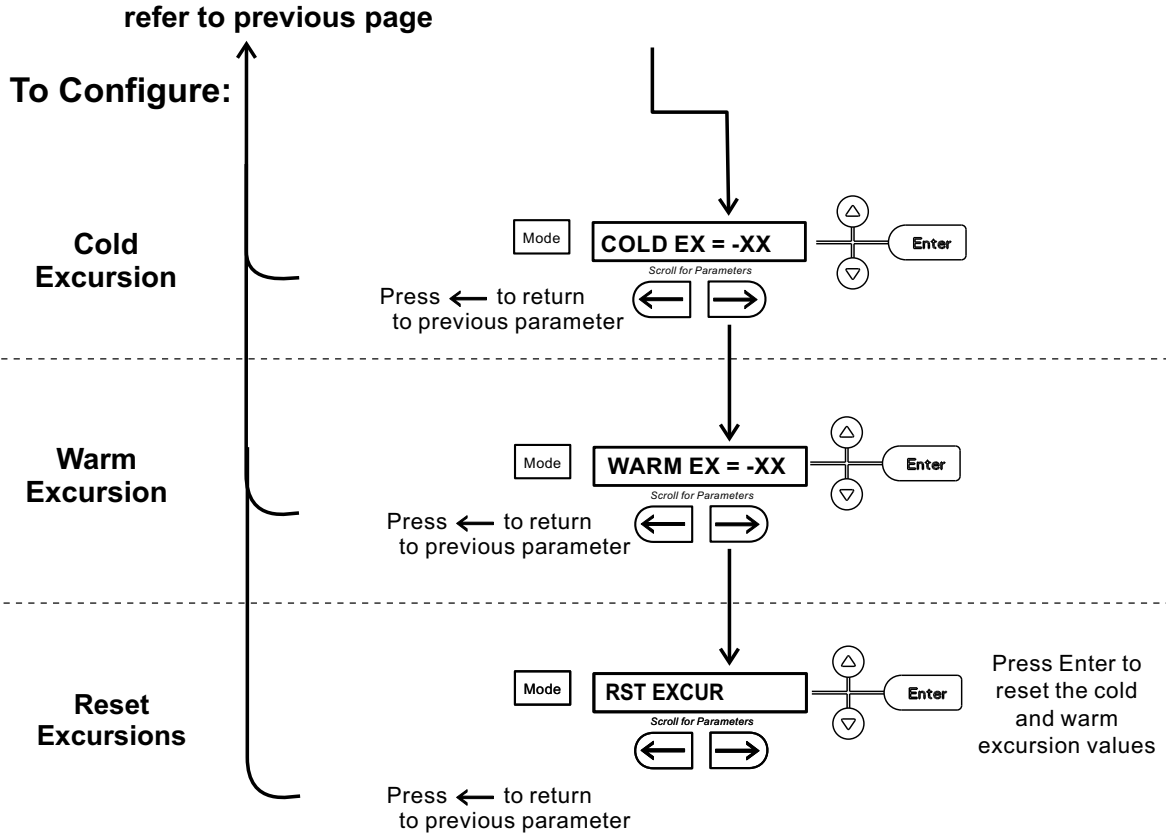 refer to previous page
To Configure:
Cold
Excursion
Mode
COLD EX = -XX
Enter
Scroll for Parameters
Press ← to return
to previous parameter
Warm
Excursion
Mode
WARM EX = -XX
Enter
Scroll for Parameters
Press ← to return
to previous parameter
Reset
Excursions
Mode
RST EXCUR
Enter
Scroll for Parameters
Press Enter to
reset the cold
and warm
excursion values
Press ← to return
to previous parameter